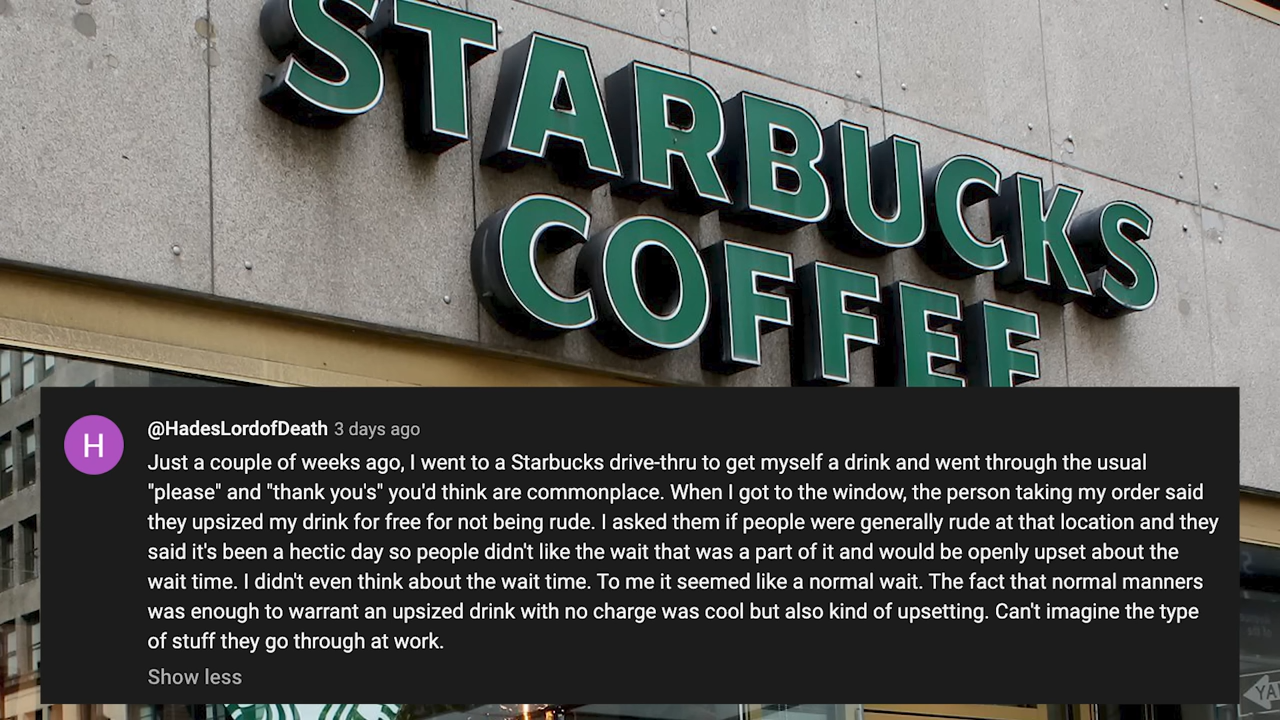 STARBUCKS
COFFEE
H
@HadesLordofDeath 3 days ago
Just a couple of weeks ago, I went to a Starbucks drive-thru to get myself a drink and went through the usual
"please" and "thank you's" you'd think are commonplace. When I got to the window, the person taking my order said
they upsized my drink for free for not being rude. I asked them if people were generally rude at that location and they
said it's been a hectic day so people didn't like the wait that was a part of it and would be openly upset about the
wait time. I didn't even think about the wait time. To me it seemed like a normal wait. The fact that normal manners
was enough to warrant an upsized drink with no charge was cool but also kind of upsetting. Can't imagine the type
of stuff they go through at work.
Show less